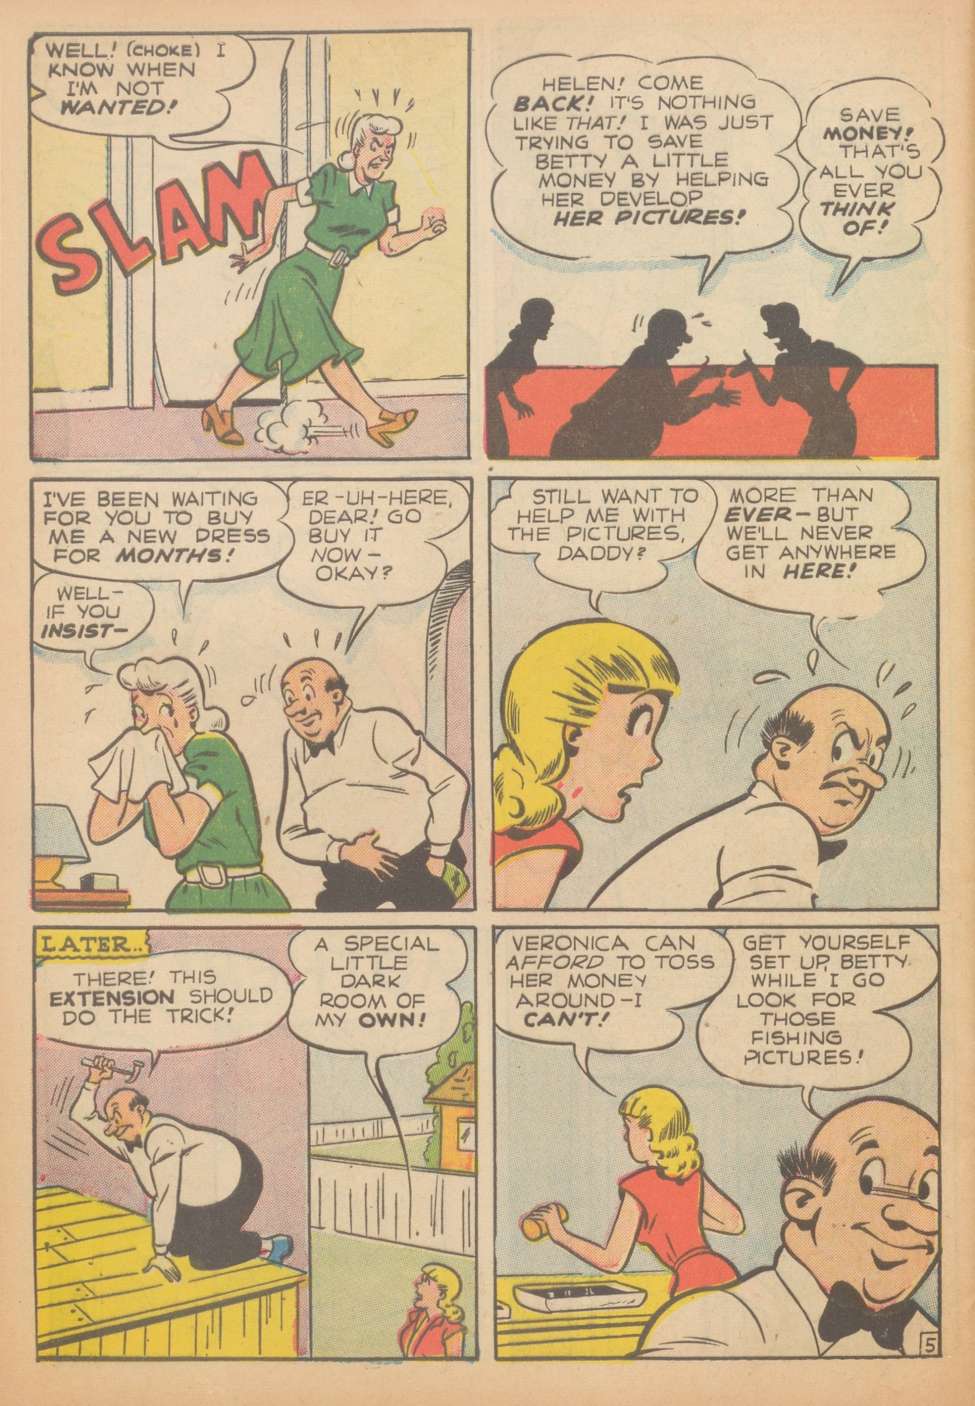 WELL! (CHOKE) I
KNOW WHEN
I'M NOT
WANTED!
SLAM
HELEN! COME
BACK! IT'S NOTHING
LIKE THAT! I WAS JUST
TRYING TO SAVE
BETTY A LITTLE
MONEY BY HELPING
HER DEVELOP
HER PICTURES!
SAVE
MONEY!
THAT'S
ALL YOU
EVER
THINK
OF!
I'VE BEEN WAITING
FOR YOU TO BUY
ME A NEW DRESS
FOR MONTHS!
ER-UH-HERE,
DEAR! GO
BUY IT
NOW-
OKAY?
WELL-
IF YOU
INSIST-
STILL WANT TO
HELP ME WITH
THE PICTURES,
DADDY?
MORE THAN
EVER-BUT
WE'LL NEVER
GET ANYWHERE
IN HERE!
LATER..
THERE! THIS
EXTENSION SHOULD
DO THE TRICK!
A SPECIAL
LITTLE
DARK
ROOM OF
MY OWN!
VERONICA CAN
AFFORD TO TOSS
HER MONEY
AROUND-I
CAN'T!
GET YOURSELF
SET UP, BETTY
WHILE I GO
LOOK FOR
THOSE
FISHING
PICTURES!
5